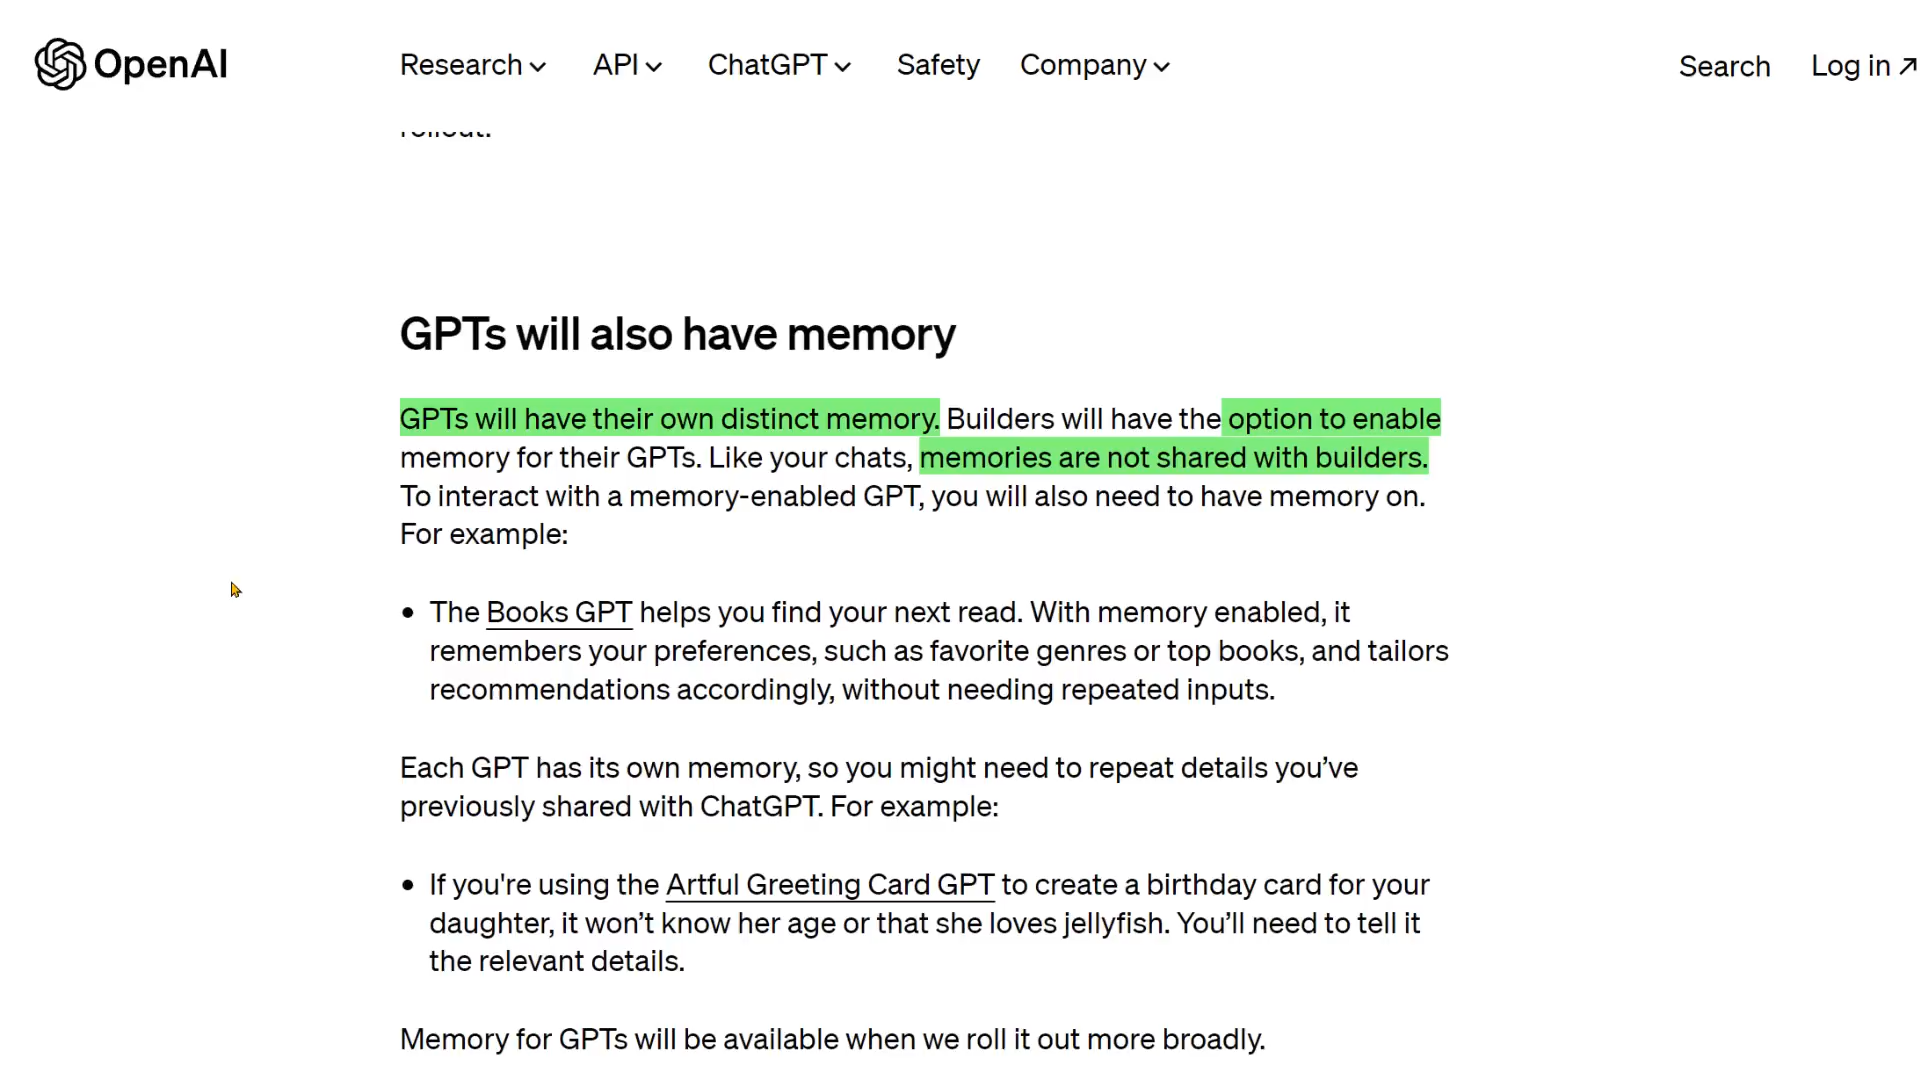 OpenAI
Research
API
ChatGPT
Safety
Company
Search
Log in
rollout.
GPTs will also have memory
GPTs will have their own distinct memory. Builders will have the option to enable
memory for their GPTs. Like your chats, memories are not shared with builders.
To interact with a memory-enabled GPT, you will also need to have memory on.
For example:
• The Books GPT helps you find your next read. With memory enabled, it
remembers your preferences, such as favorite genres or top books, and tailors
recommendations accordingly, without needing repeated inputs.
Each GPT has its own memory, so you might need to repeat details you’ve
previously shared with ChatGPT. For example:
• If you're using the Artful Greeting Card GPT to create a birthday card for your
daughter, it won’t know her age or that she loves jellyfish. You’ll need to tell it
the relevant details.
Memory for GPTs will be available when we roll it out more broadly.